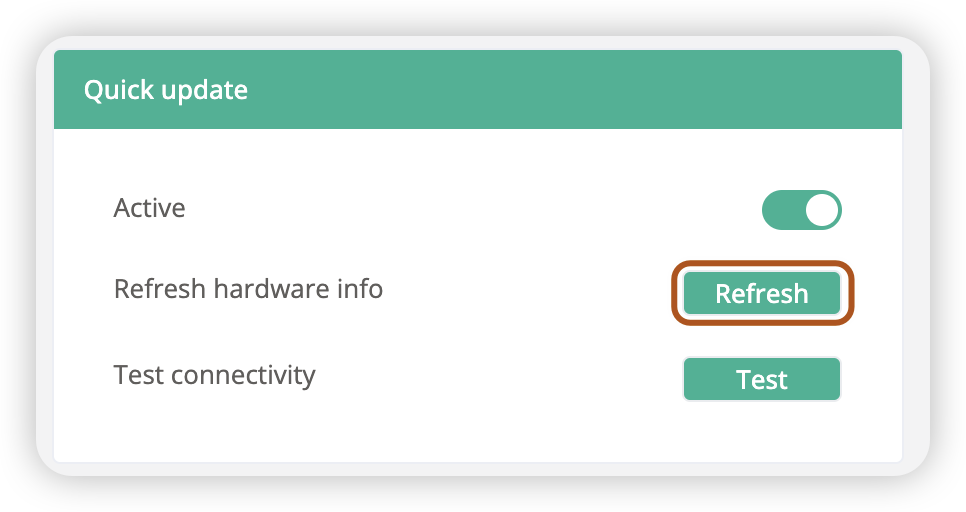 Quick update
Active
Refresh hardware info
Refresh
Test connectivity
Test